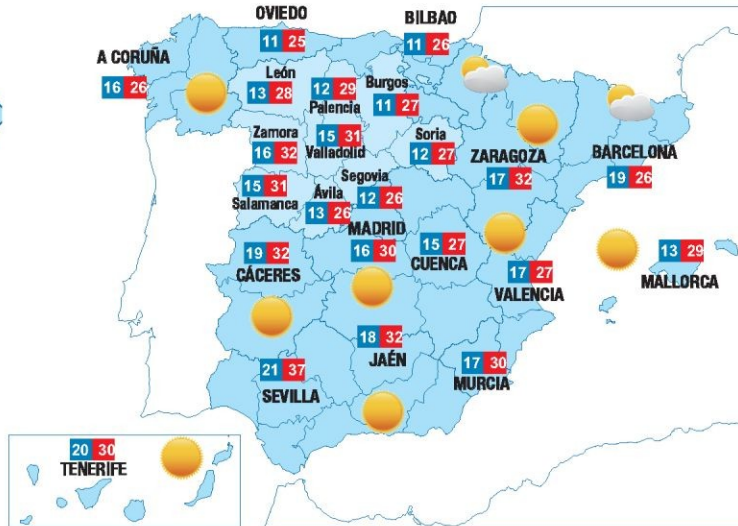 OVIEDO
11 25
BILBAO
11 26
A CORUÑA
16 26
León
13 28
12 29
Palencia
Burgos
11 27
Zamora
16 32
15 31
Valladolid
Soria
12 27
ZARAGOZA
17 32
BARCELONA
19 26
15 31
Salamanca
Ávila
13 26
Segovia
12 26
MADRID
16 30
15 27
CUENCA
19 32
CÁCERES
17 27
VALENCIA
13 29
MALLORCA
18 32
JAÉN
21 37
SEVILLA
17 30
MURCIA
20 30
TENERIFE